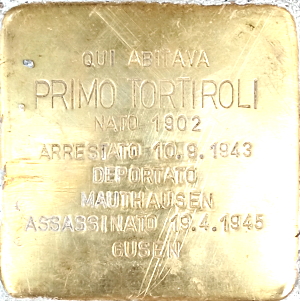 QUI ABITAVA
PRIMO TORTIROLI
NATO 1902
ARRESTATO 10.9.1943
DEPORTATO
MAUTHAUSEN
ASSASSINATO 19.4.1945
GUSEN